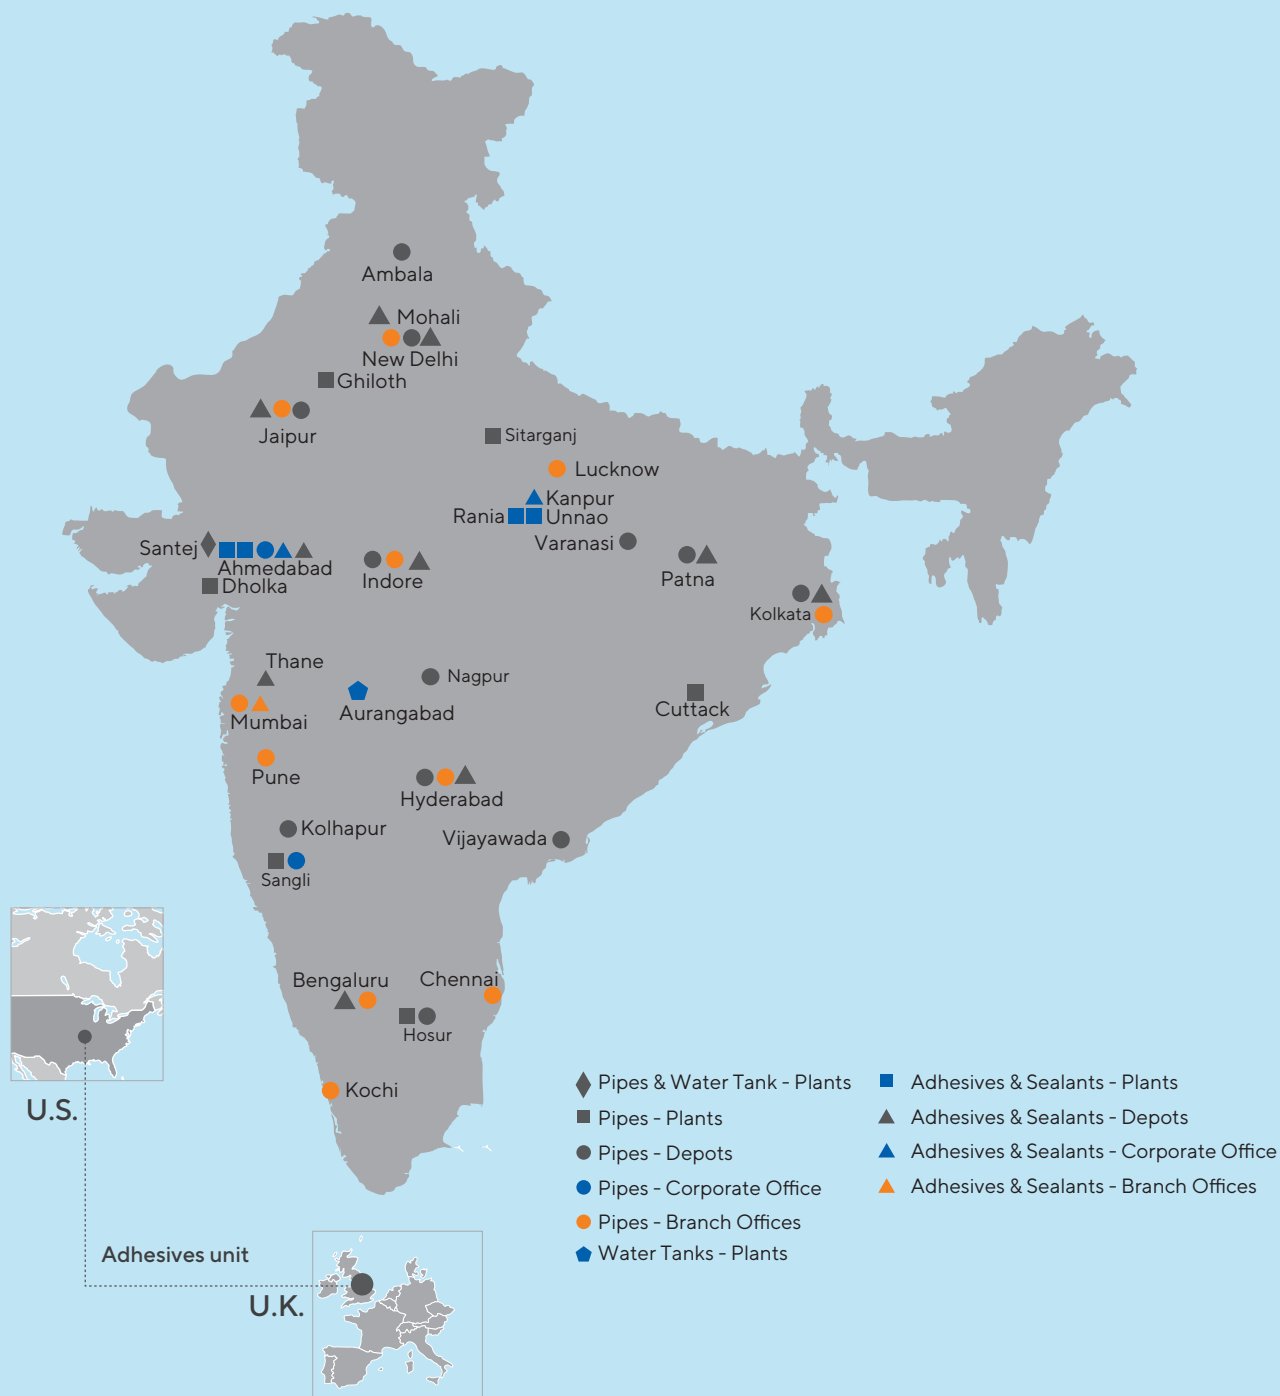 Ambala
Mohali
New Delhi
Ghiloth
Jaipur
Sitarganj
Lucknow
Kanpur
Rania
Unnao
Varanasi
Santej
Ahmedabad
Dholka
Indore
Patna
Kolkata
Thane
Nagpur
Mumbai
Aurangabad
Cuttack
Pune
Hyderabad
Kolhapur
Vijayawada
Sangli
Bengaluru
Chennai
Hosur
Kochi
U.S.
Adhesives unit
U.K.
Pipes & Water Tank - Plants
Pipes - Plants
Pipes - Depots
Pipes - Corporate Office
Pipes - Branch Offices
Water Tanks - Plants
Adhesives & Sealants - Plants
Adhesives & Sealants - Depots
Adhesives & Sealants - Corporate Office
Adhesives & Sealants - Branch Offices